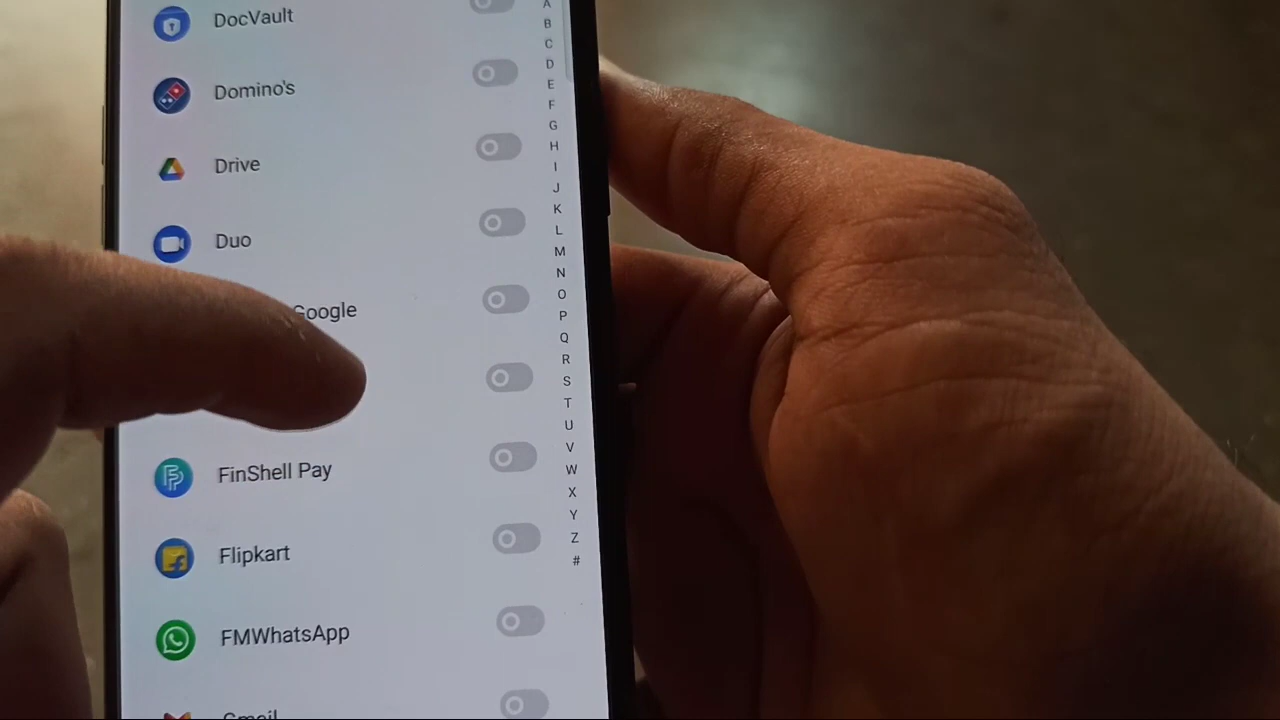 DocVault
Domino's
Drive
Duo
Google
FinShell Pay
Flipkart
FMWhatsApp
Gmail
A
B
C
D
E
F
G
H
I
J
K
L
M
N
O
P
Q
R
S
T
U
V
W
X
Y
Z
#